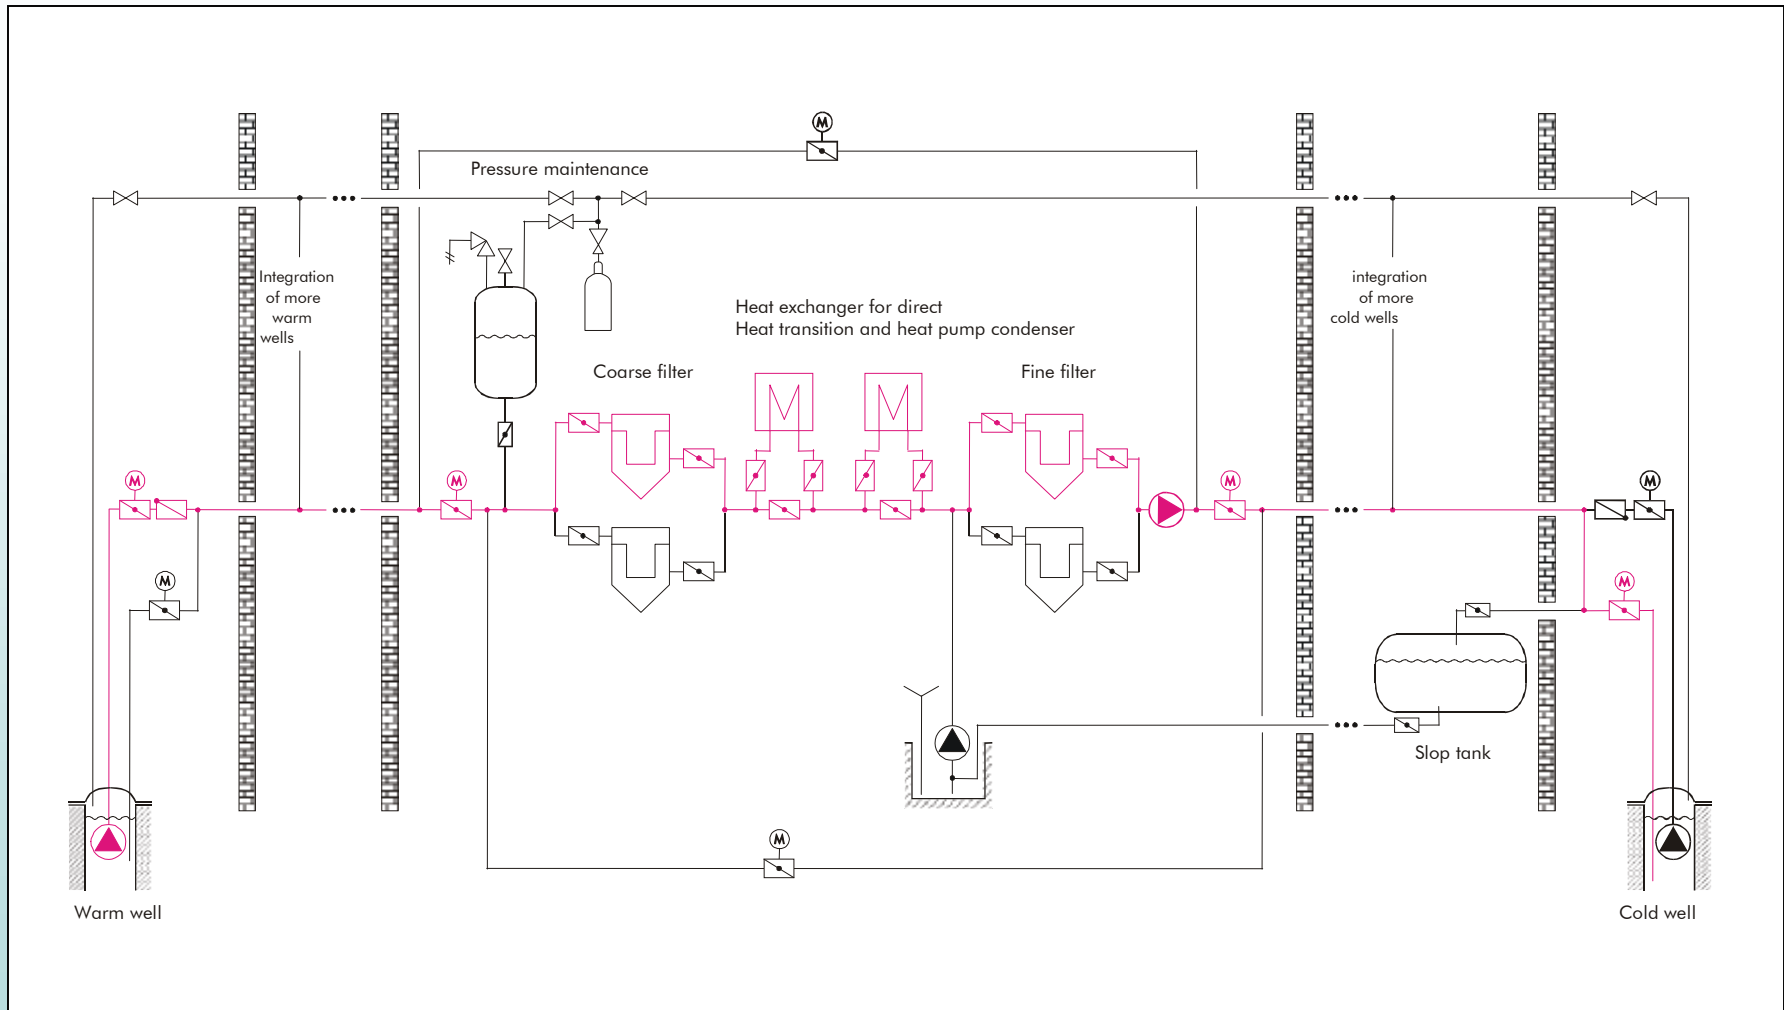 M
Pressure maintenance
Integration
of more
warm
wells
integration
of more
cold wells
Heat exchanger for direct
Heat transition and heat pump condenser
Coarse filter
Fine filter
M
M
M
M
M
M
Slop tank
M
Warm well
Cold well